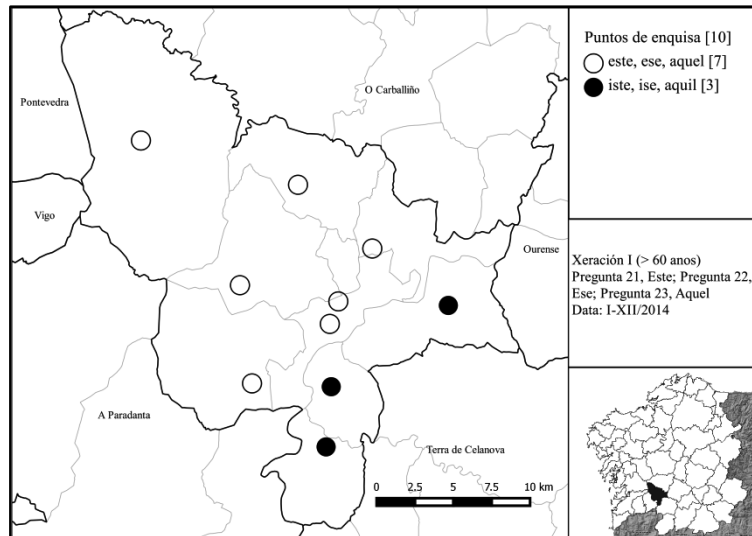 Pontevedra
O Carballiño
Vigo
Ourense
A Paradanta
Terra de Celanova
0 2,5 5 7,5 10 km
Puntos de enquisa [10]
este, ese, aquel [7]
iste, ise, aquil [3]
Xeración I (> 60 anos)
Pregunta 21, Este; Pregunta 22,
Ese; Pregunta 23, Aquel
Data: I-XII/2014